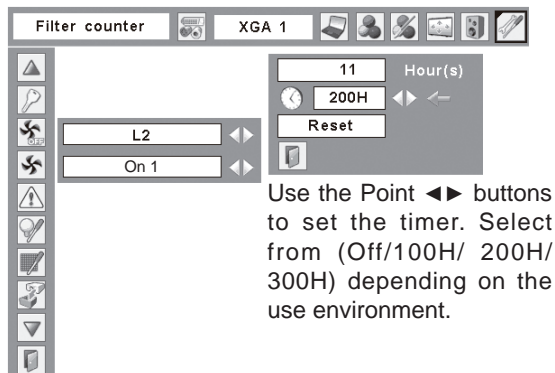 Filter counter XGA 1
11 Hour(s)
200H
Reset
OFF
L2
On 1
Use the Point ◄► buttons
to set the timer. Select
from (Off/100H/ 200H/
300H) depending on the
use environment.